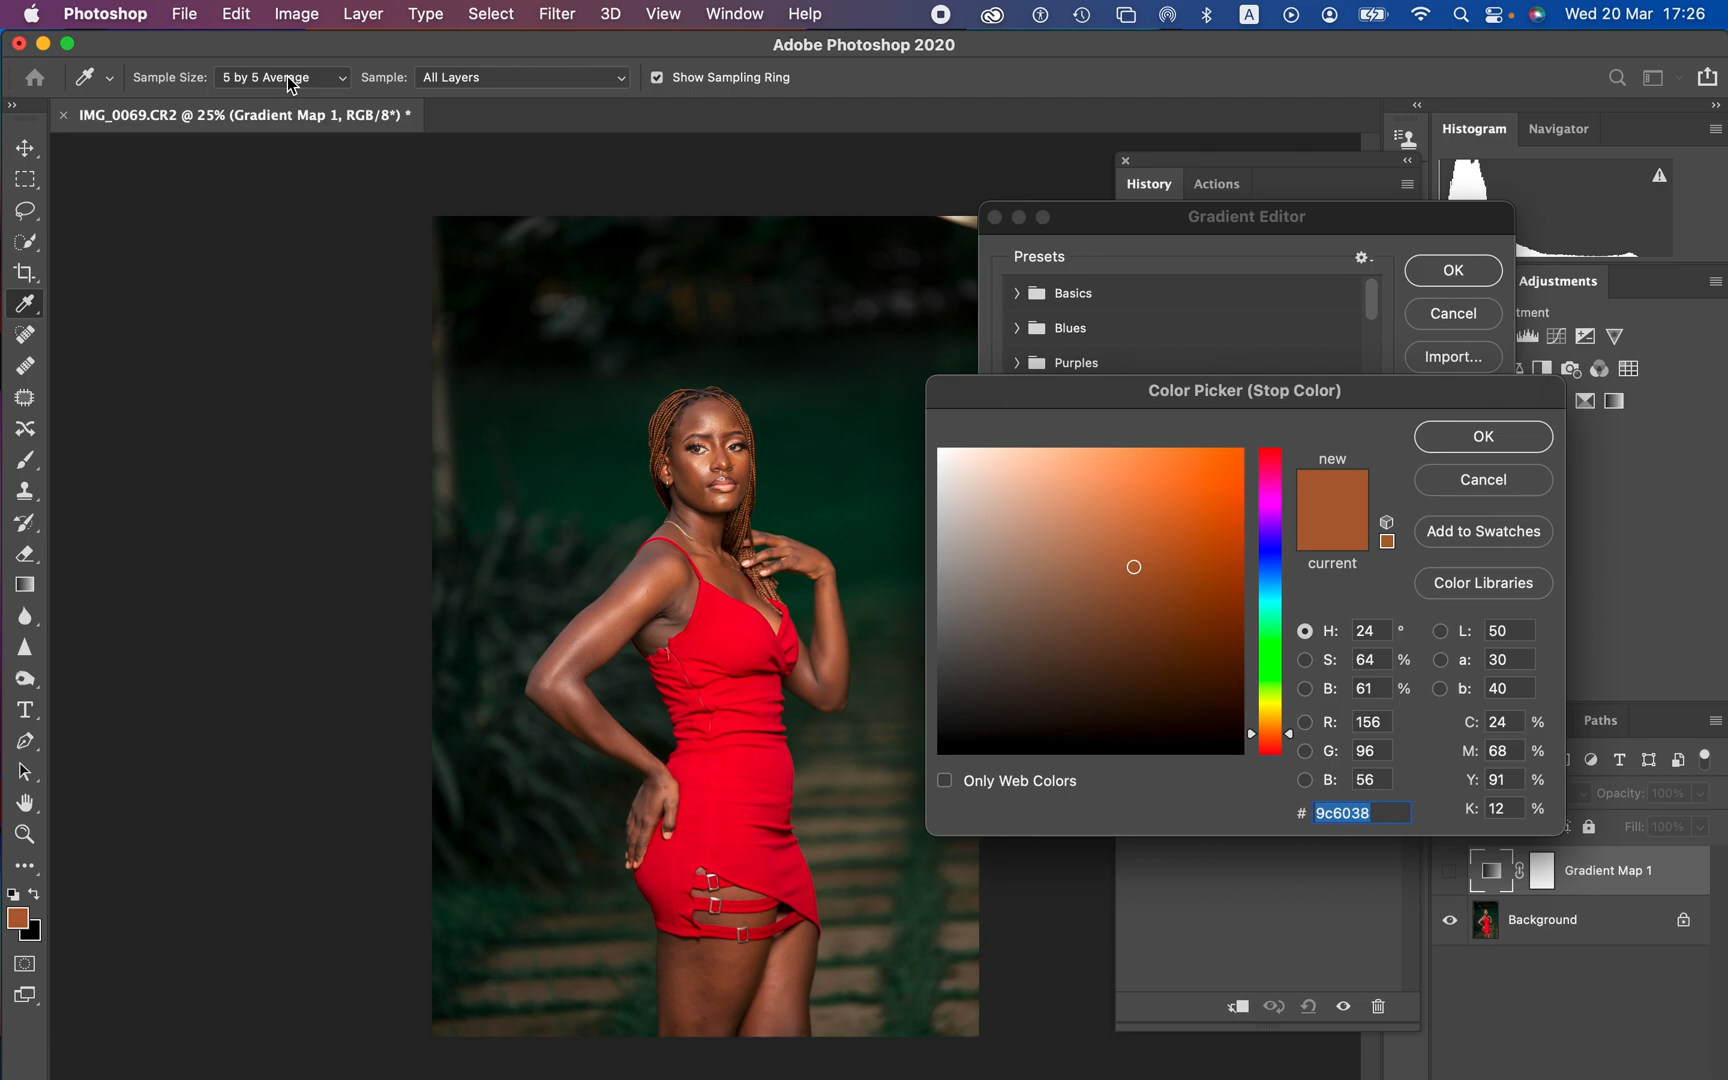 Photoshop File Edit Image Layer Type Select Filter 3D View Window Help A Wed 20 Mar 17:26
Adobe Photoshop 2020
Sample Size: 5 by 5 Average Sample: All Layers Show Sampling Ring
IMG_0069.CR2 @ 25% (Gradient Map 1, RGB/8*) *
Histogram Navigator
History Actions
Gradient Editor
Presets
OK
Basics
Cancel
Blues
Import...
Purples
Adjustments
tment
Color Picker (Stop Color)
new
current
OK
Cancel
Add to Swatches
Color Libraries
H: 24 ° L: 50
S: 64 % a: 30
B: 61 % b: 40
R: 156 C: 24 %
G: 96 M: 68 %
B: 56 Y: 91 %
# 9c6038 K: 12 %
Only Web Colors
Paths
Opacity: 100%
Fill: 100%
Gradient Map 1
Background